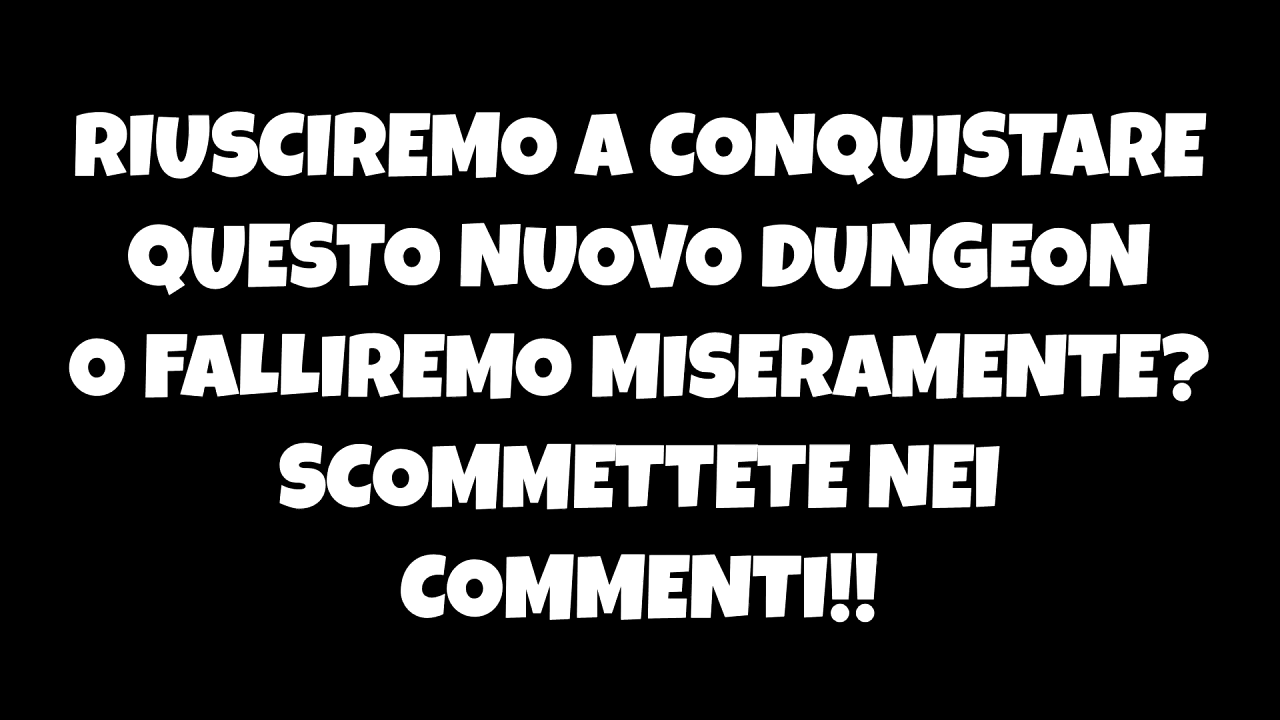 RIUSCIREMO A CONQUISTARE
QUESTO NUOVO DUNGEON
O FALLIREMO MISERAMENTE?
SCOMMETTETE NEI
COMMENTI!!